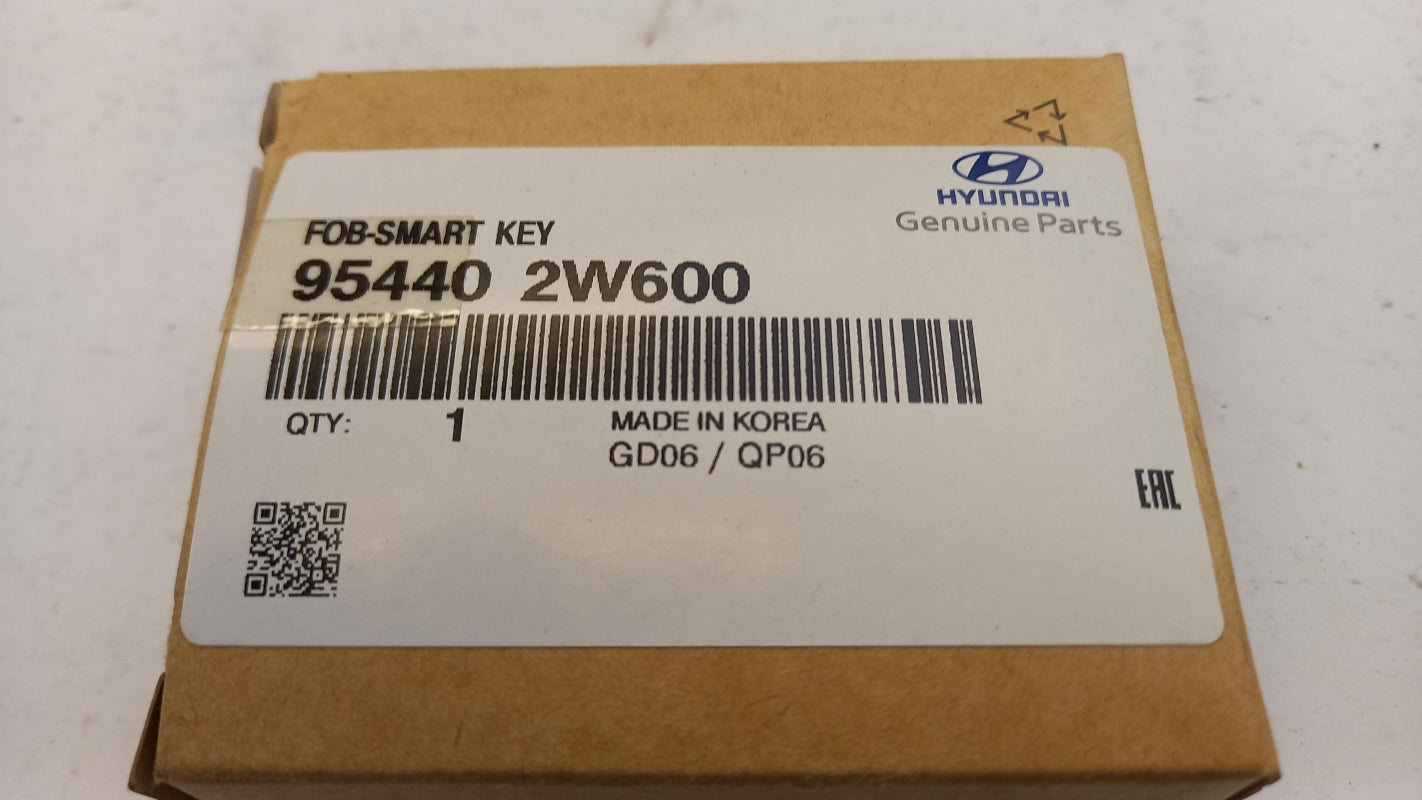 HYUNDAI
Genuine Parts
FOB-SMART KEY
95440 2W600
QTY: 1 MADE IN KOREA
GD06 / QP06
EAC